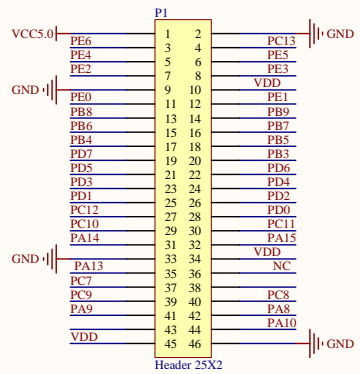 P1
VCC5.0 1 2 GND
PE6 3 4 PC13
PE4 5 6 PE5
PE2 7 8 PE3
GND 9 10 VDD
PE0 11 12 PE1
PB8 13 14 PB9
PB6 15 16 PB7
PB4 17 18 PB5
PD7 19 20 PB3
PD5 21 22 PD6
PD3 23 24 PD4
PD1 25 26 PD2
PC12 27 28 PD0
PC10 29 30 PC11
PA14 31 32 PA15
GND 33 34 VDD
PA13 35 36 NC
PC7 37 38
PC9 39 40 PC8
PA9 41 42 PA8
43 44 PA10
VDD 45 46 GND
Header 25X2